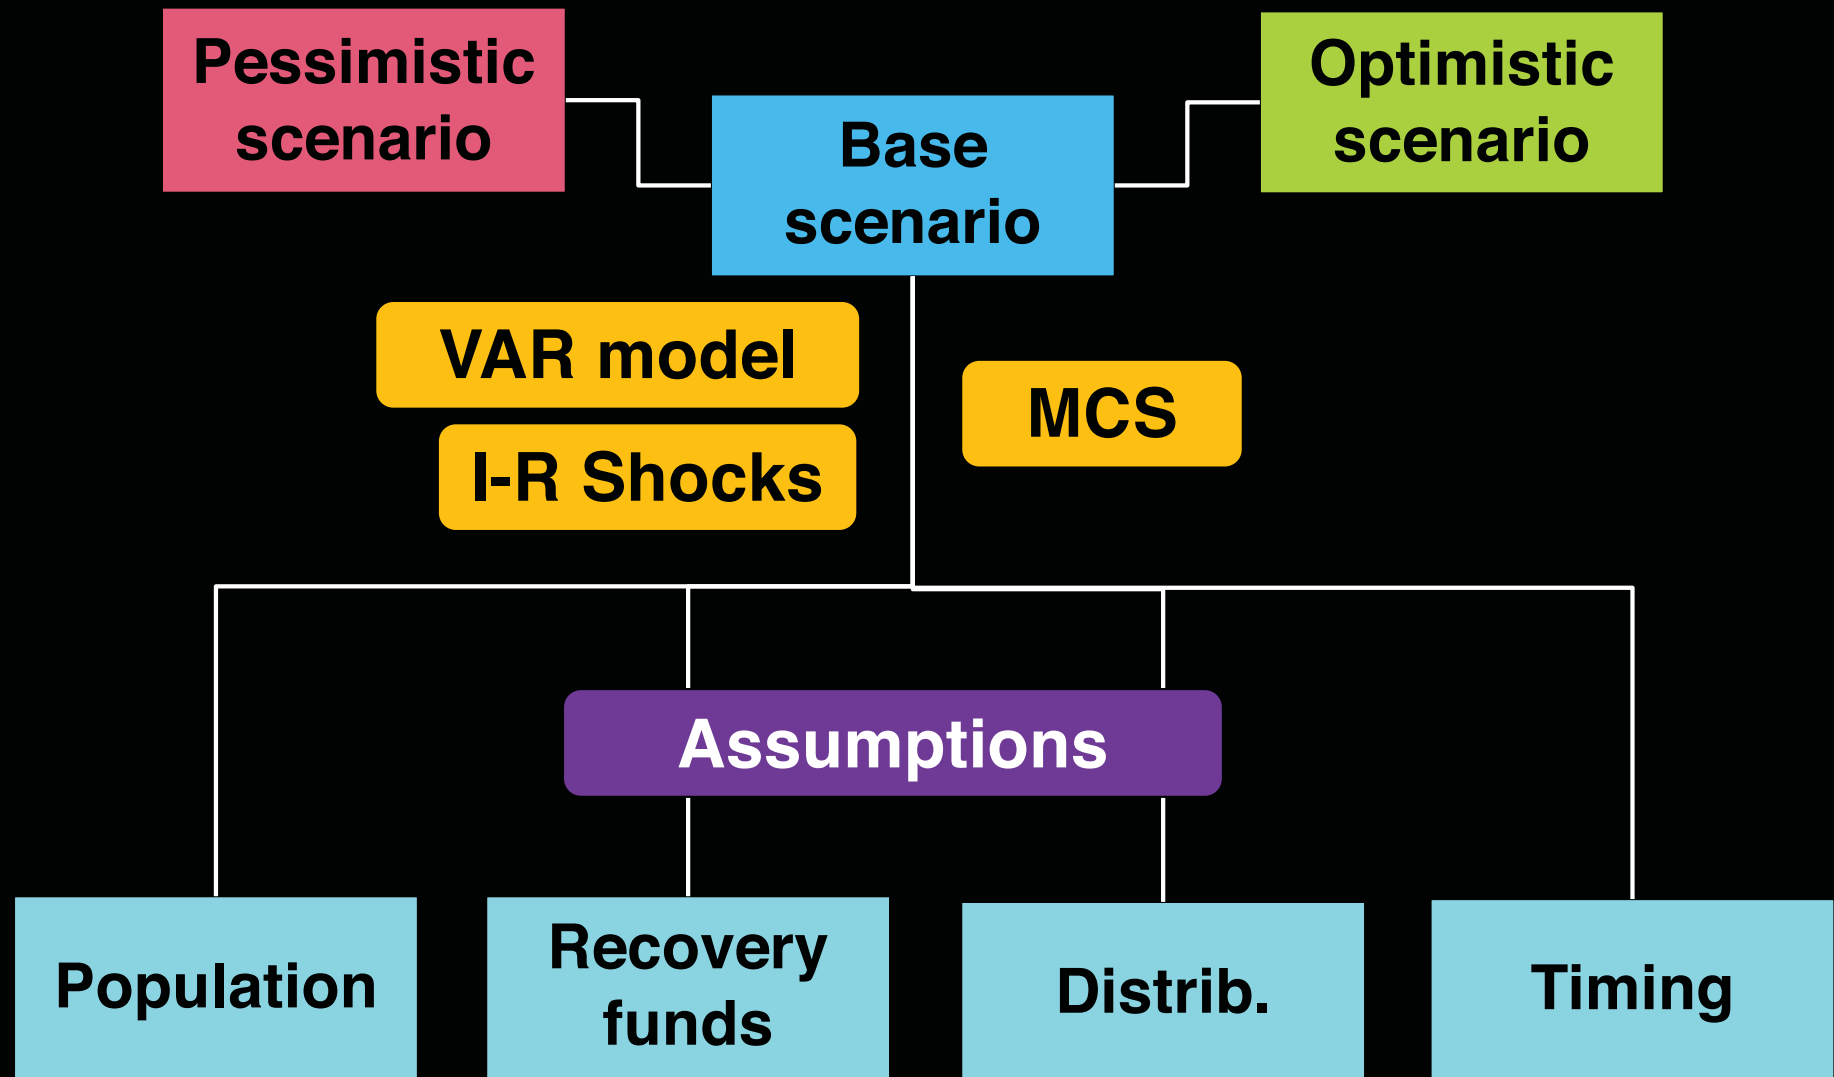 Pessimistic
scenario
Optimistic
scenario
Base
scenario
VAR model
MCS
I-R Shocks
Assumptions
Population
Recovery
funds
Distrib.
Timing